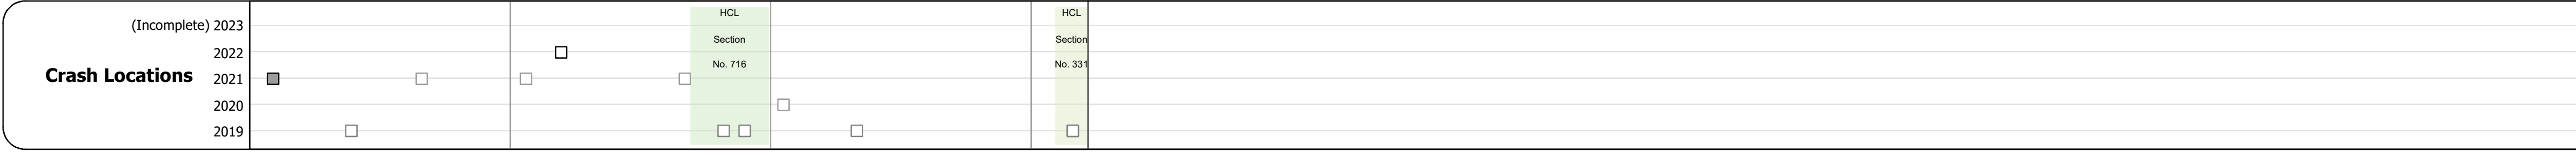 Crash Locations
(Incomplete) 2023
2022
2021
2020
2019
HCL
Section
No. 716
HCL
Section
No. 331